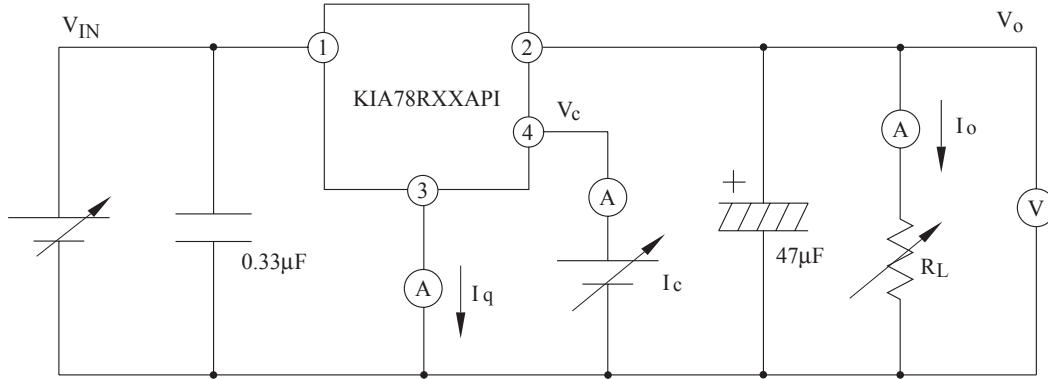 V_IN
V_o
1
2
KIA78RXXAPI
V_c
4
A
I_o
3
A
+
V
0.33μF
47μF
R_L
A
I_q
I_c